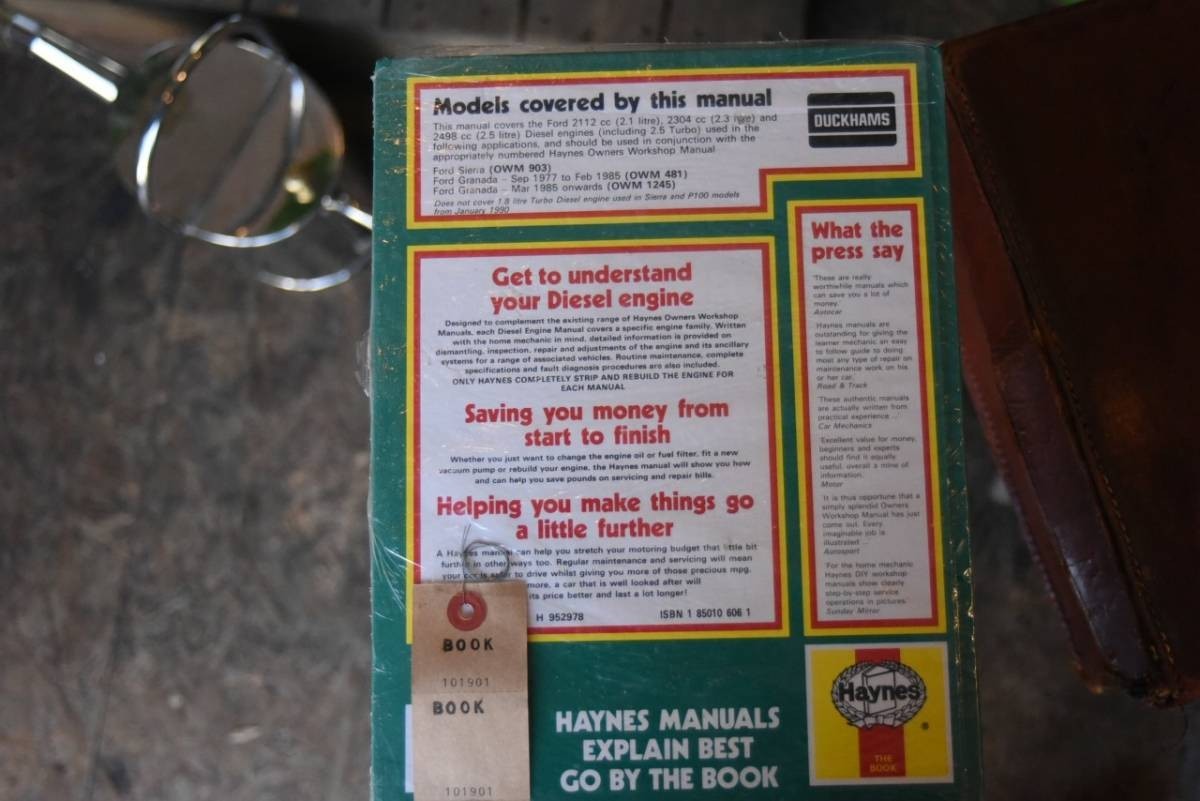 Models covered by this manual
This manual covers the Ford 2112 cc (2.1 litre), 2304 cc (2.3 litre) and
2498 cc (2.5 litre) Diesel engines (including 2.5 Turbo) used in the
following applications, and should be used in conjunction with the
appropriately numbered Haynes Owners Workshop Manual
Ford Sierra (OWM 903)
Ford Granada – Sep 1977 to Feb 1985 (OWM 481)
Ford Granada – Mar 1985 onwards (OWM 1245)
Does not cover 1.8 litre Turbo Diesel engine used in Sierra and P100 models
from January 1990
DUCKHAMS
Get to understand
your Diesel engine
Designed to complement the existing range of Haynes Owners Workshop
Manuals, each Diesel Engine Manual covers a specific engine family. Written
with the home mechanic in mind, detailed information is provided on
dismantling, inspection, repair and adjustments of the engine and its ancillary
systems for a range of associated vehicles. Routine maintenance, complete
specifications and fault diagnosis procedures are also included.
ONLY HAYNES COMPLETELY STRIP AND REBUILD THE ENGINE FOR
EACH MANUAL
Saving you money from
start to finish
Whether you just want to change the engine oil or fuel filter, fit a new
vacuum pump or rebuild your engine, the Haynes manual will show you how
and can help you save pounds on servicing and repair bills.
Helping you make things go
a little further
A Haynes manual can help you stretch your motoring budget that little bit
further in other ways too. Regular maintenance and servicing will mean
your car is safer to drive whilst giving you more of those precious mpg.
more, a car that is well looked after will
its price better and last a lot longer!
H 952978
ISBN 1 85010 606 1
What the
press say
'These are really
worthwhile manuals which
can save you a lot of
money.'
Autocar
'Haynes manuals are
outstanding for giving the
learner mechanic an easy
to follow guide to doing
most any type of repair on
maintenance work on his
or her car.'
Road & Track
'These authentic manuals
are actually written from
practical experience ...'
Car Mechanics
'Excellent value for money,
beginners and experts
should find it equally
useful, overall a mine of
information.'
Motor
'It is thus opportune that a
simply splendid Owners
Workshop Manual has just
come out. Every
imaginable job is
illustrated ...'
Autosport
'For the home mechanic
Haynes DIY workshop
manuals show clearly
step-by-step service
operations in pictures.'
Sunday Mirror
BOOK
101901
BOOK
101901
HAYNES MANUALS
EXPLAIN BEST
GO BY THE BOOK
Haynes
®
THE
BOOK